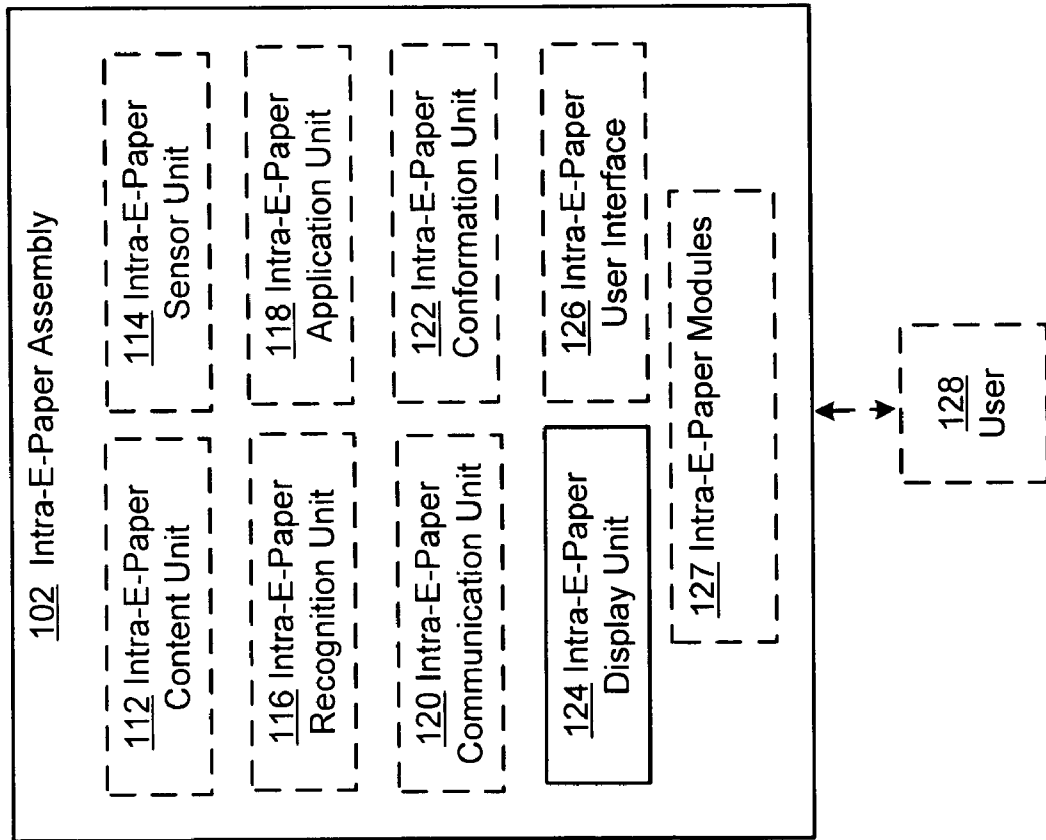 102 Intra-E-Paper Assembly
112 Intra-E-Paper
Content Unit
114 Intra-E-Paper
Sensor Unit
116 Intra-E-Paper
Recognition Unit
118 Intra-E-Paper
Application Unit
120 Intra-E-Paper
Communication Unit
122 Intra-E-Paper
Conformation Unit
124 Intra-E-Paper
Display Unit
126 Intra-E-Paper
User Interface
127 Intra-E-Paper Modules
128
User